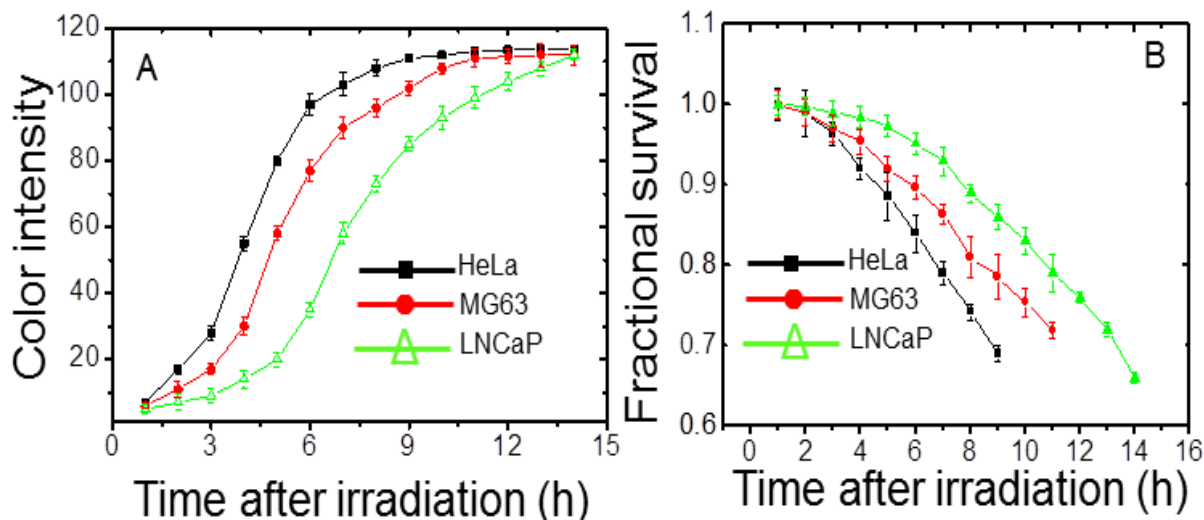 A
Color intensity
120
100
80
60
40
20
0 3 6 9 12 15
HeLa
MG63
LNCaP
Time after irradiation (h)
B
Fractional survival
1.1
1.0
0.9
0.8
0.7
0.6
0 2 4 6 8 10 12 14 16
HeLa
MG63
LNCaP
Time after irradiation (h)